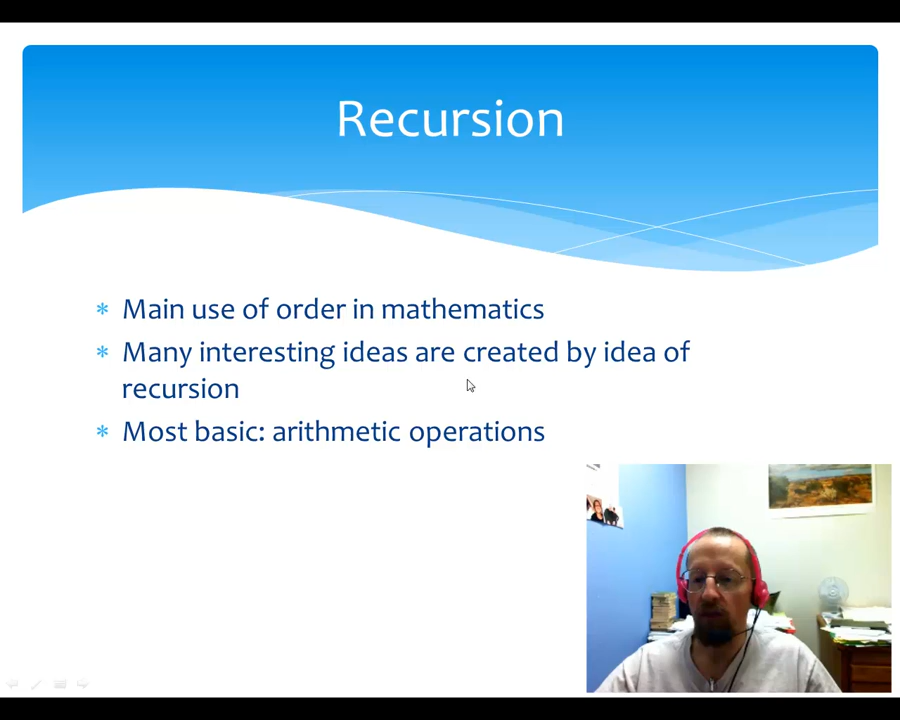 Recursion
* Main use of order in mathematics
* Many interesting ideas are created by idea of
recursion
* Most basic: arithmetic operations